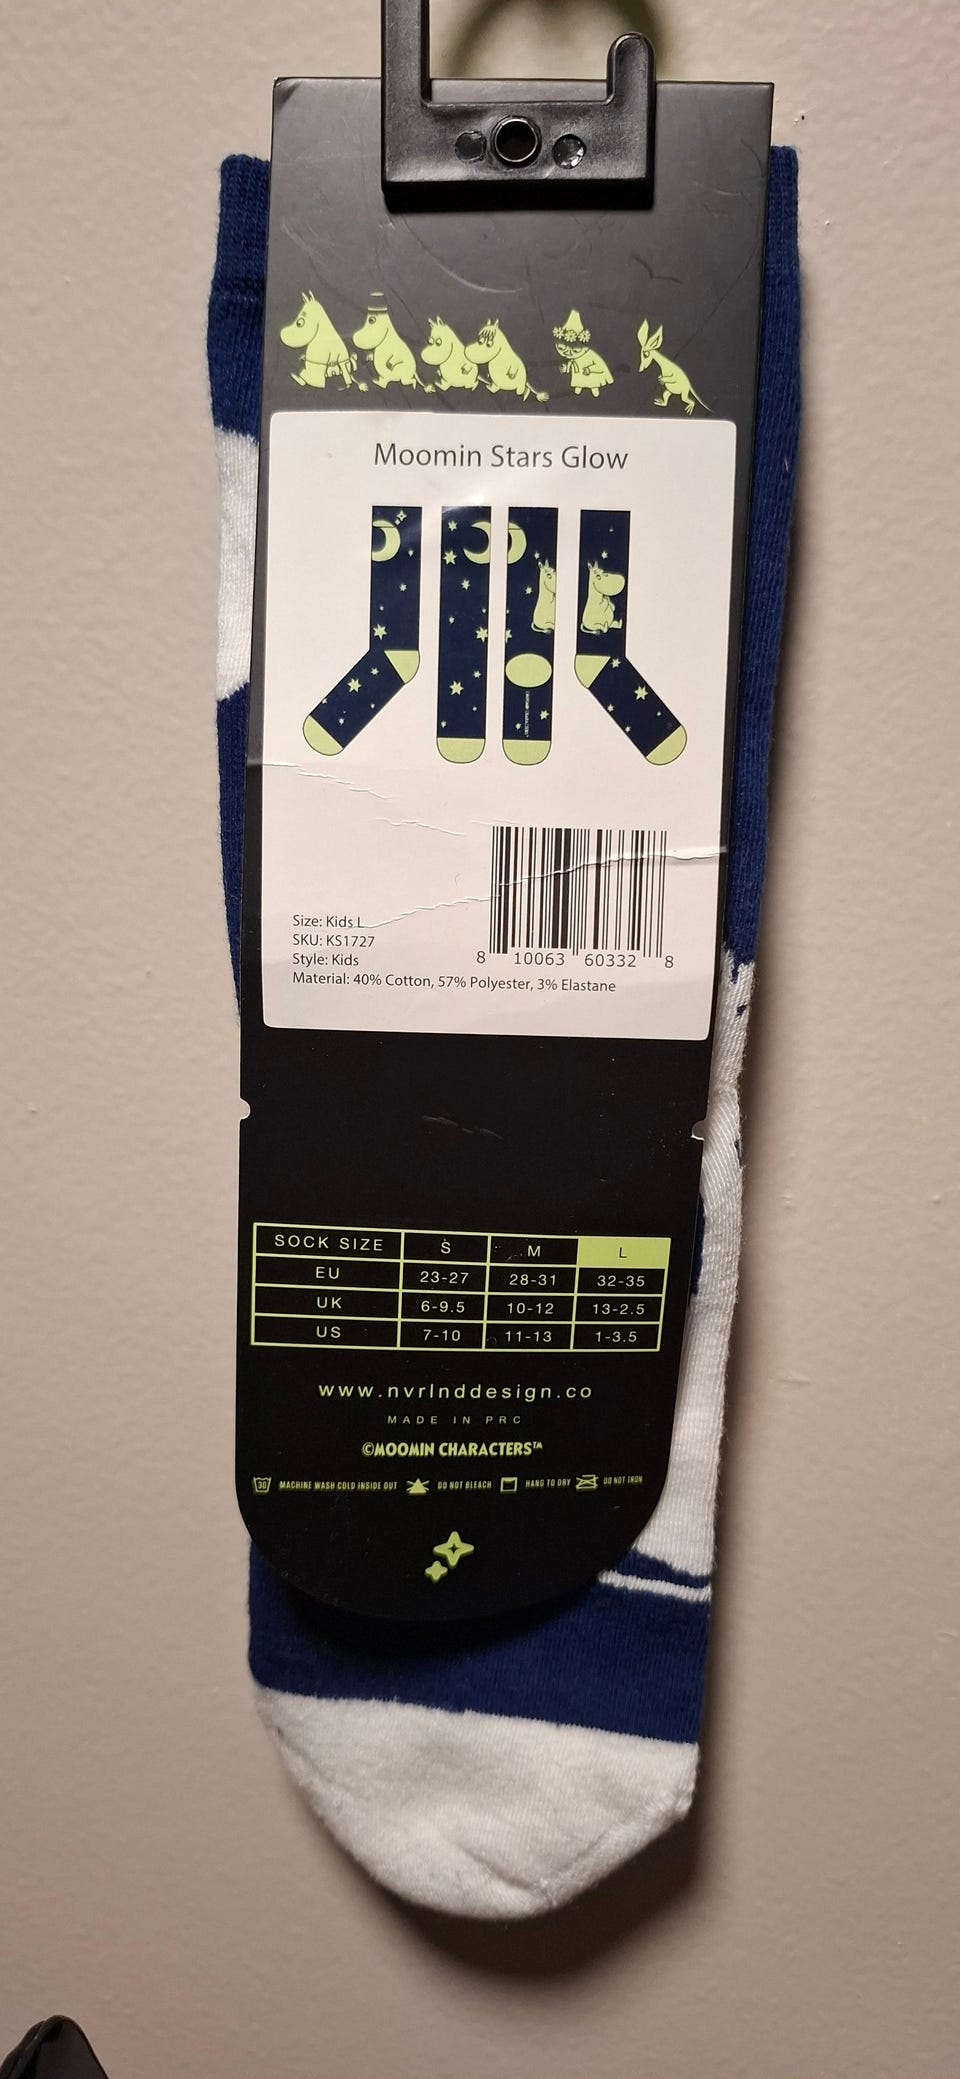 Moomin Stars Glow
Size: Kids L
SKU: KS1727
Style: Kids
Material: 40% Cotton, 57% Polyester, 3% Elastane
8 10063 60332 8
SOCK SIZE S M L
EU 23-27 28-31 32-35
UK 6-9.5 10-12 13-2.5
US 7-10 11-13 1-3.5
www.nvrlnddesign.co
MADE IN PRC
©MOOMIN CHARACTERS™
30 MACHINE WASH COLD INSIDE OUT DO NOT BLEACH HANG TO DRY DO NOT IRON